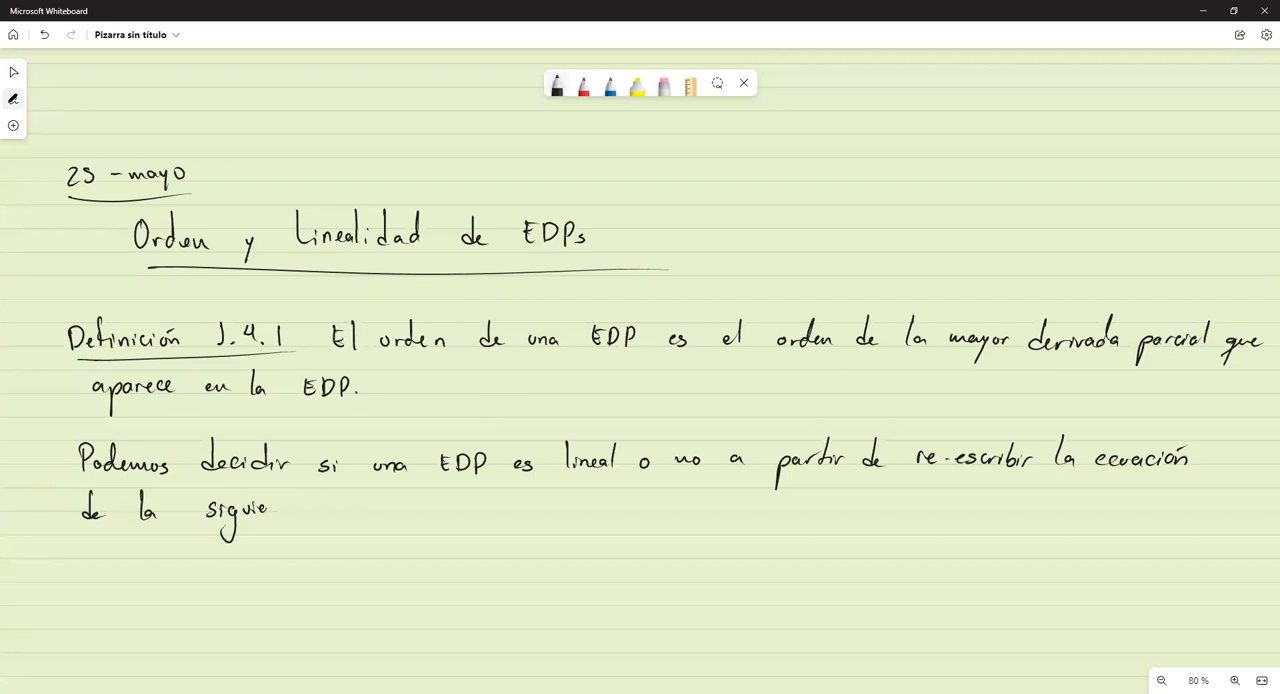 Microsoft Whiteboard
Pizarra sin título
25 - mayo
Orden y linealidad de EDPs
Definición 1.4.1 El orden de una EDP es el orden de la mayor derivada parcial que
aparece en la EDP.
Podemos decidir si una EDP es lineal o no a partir de re-escribir la ecuación
de la siguie
80 %